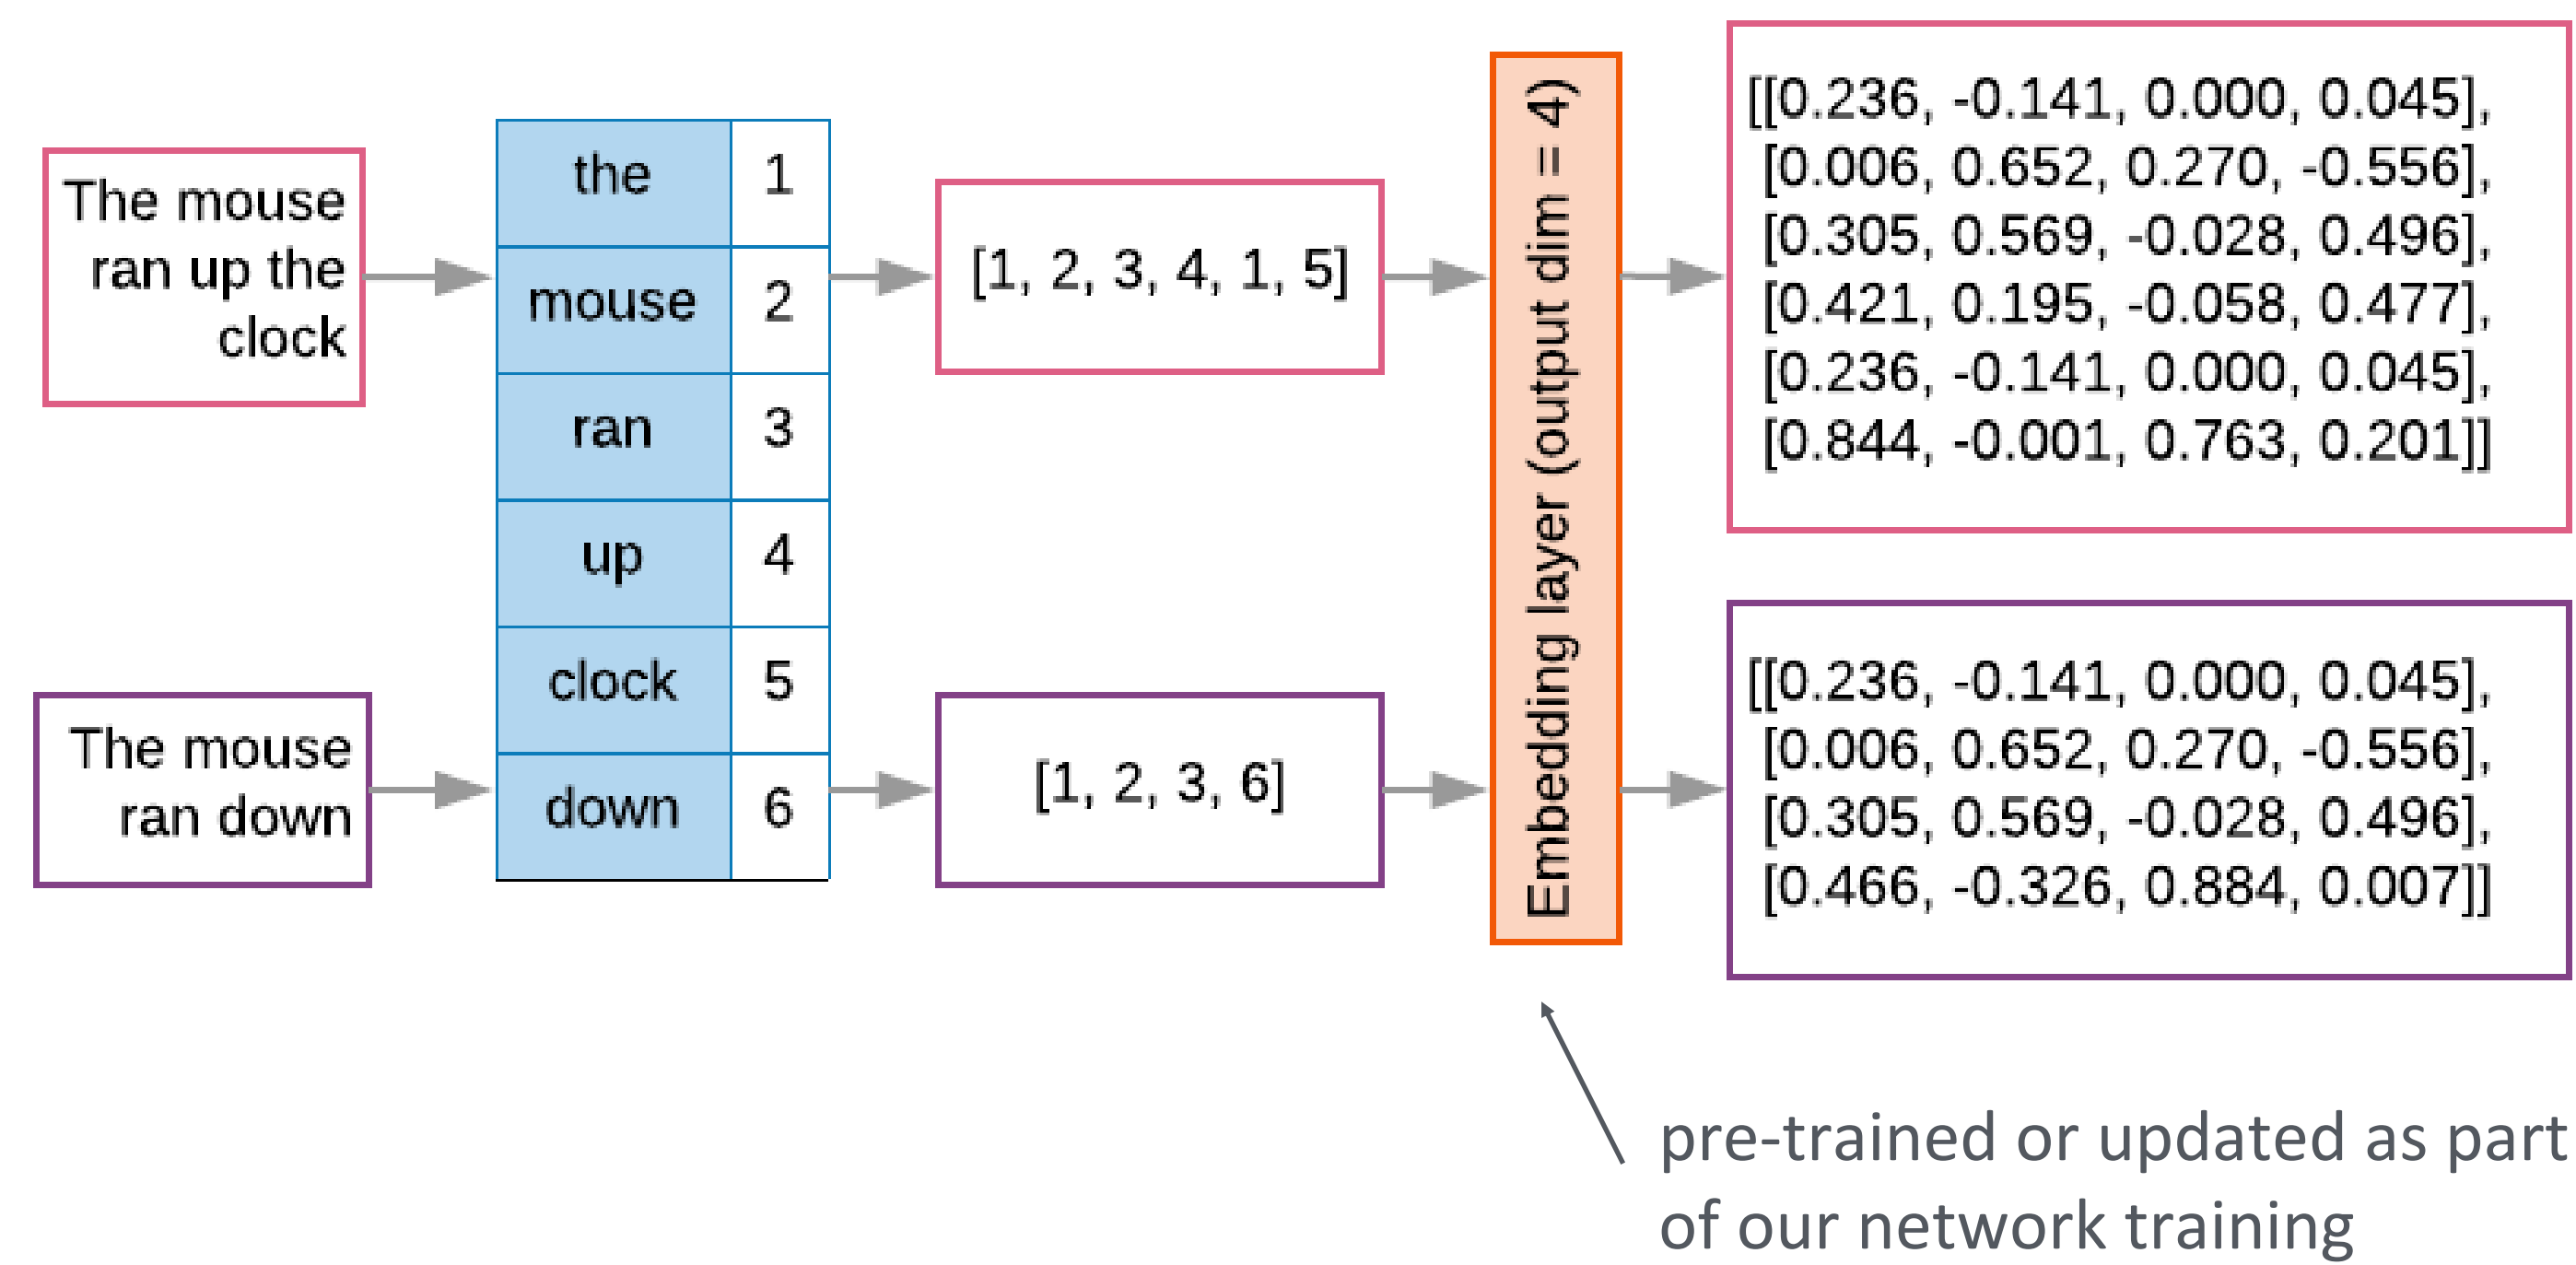 The mouse
ran up the
clock
The mouse
ran down
the 1
mouse 2
ran 3
up 4
clock 5
down 6
[1, 2, 3, 4, 1, 5]
[1, 2, 3, 6]
Embedding layer (output dim = 4)
[[0.236, -0.141, 0.000, 0.045],
[0.006, 0.652, 0.270, -0.556],
[0.305, 0.569, -0.028, 0.496],
[0.421, 0.195, -0.058, 0.477],
[0.236, -0.141, 0.000, 0.045],
[0.844, -0.001, 0.763, 0.201]]
[[0.236, -0.141, 0.000, 0.045],
[0.006, 0.652, 0.270, -0.556],
[0.305, 0.569, -0.028, 0.496],
[0.466, -0.326, 0.884, 0.007]]
pre-trained or updated as part
of our network training